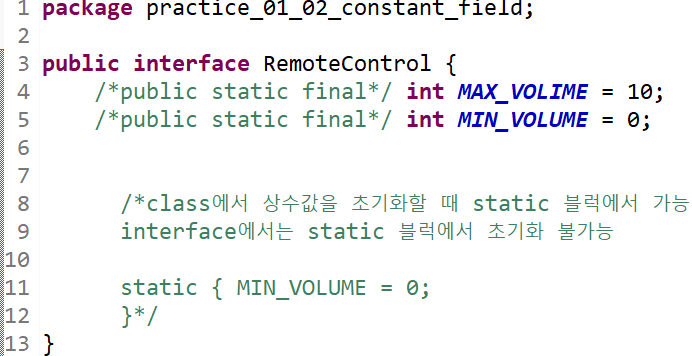 1 package practice_01_02_constant_field;
2
3 public interface RemoteControl {
4     /*public static final*/ int MAX_VOLIME = 10;
5     /*public static final*/ int MIN_VOLUME = 0;
6
7
8       /*class에서 상수값을 초기화할 때 static 블럭에서 가능
9       interface에서는 static 블럭에서 초기화 불가능
10
11       static { MIN_VOLUME = 0;
12       }*/
13 }